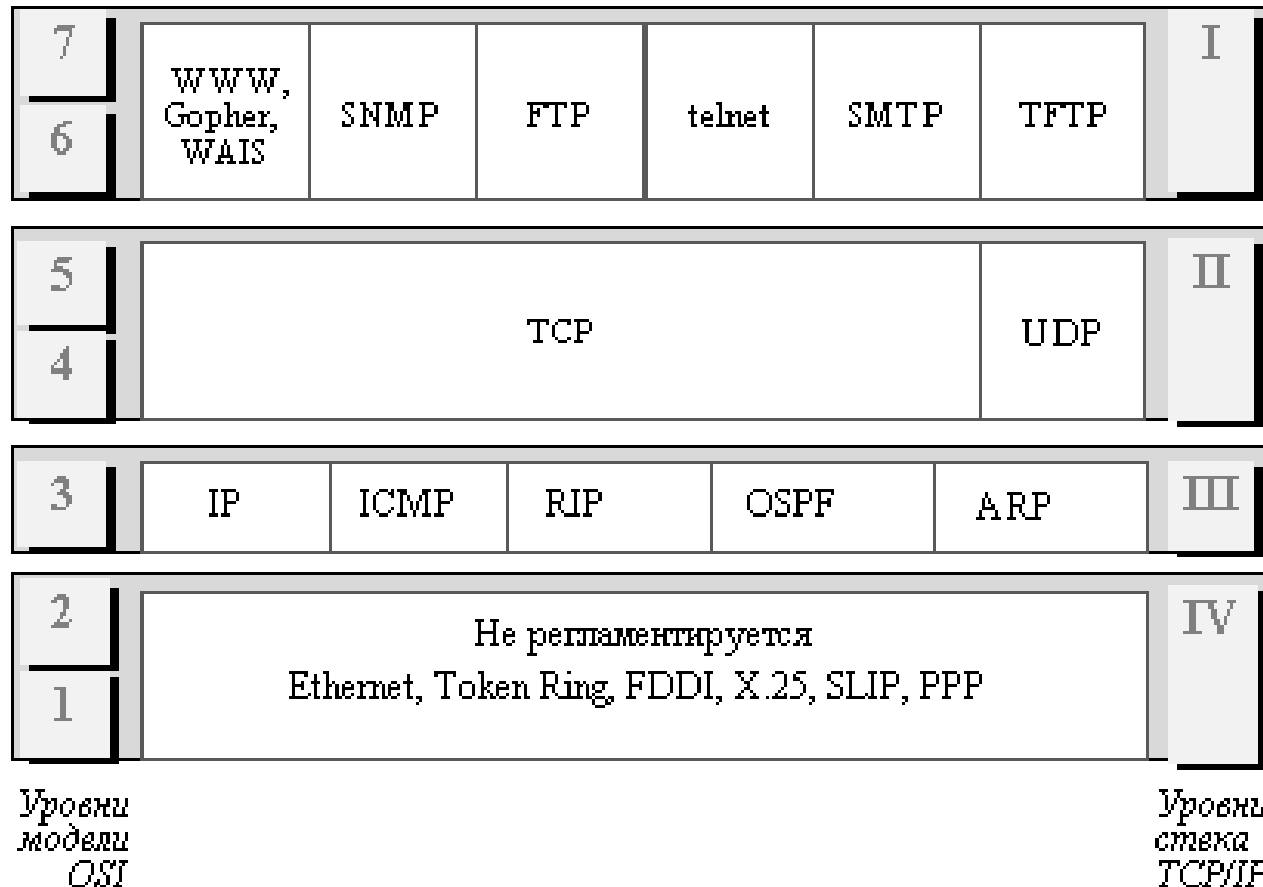 7
6
WWW,
Gopher,
WAIS
SNMP
FTP
telnet
SMTP
TFTP
I
5
4
TCP
UDP
II
3
IP
ICMP
RIP
OSPF
ARP
III
2
1
Не регламентируется
Ethernet, Token Ring, FDDI, X.25, SLIP, PPP
IV
Уровни
модели
OSI
Уровни
стека
TCP/IP